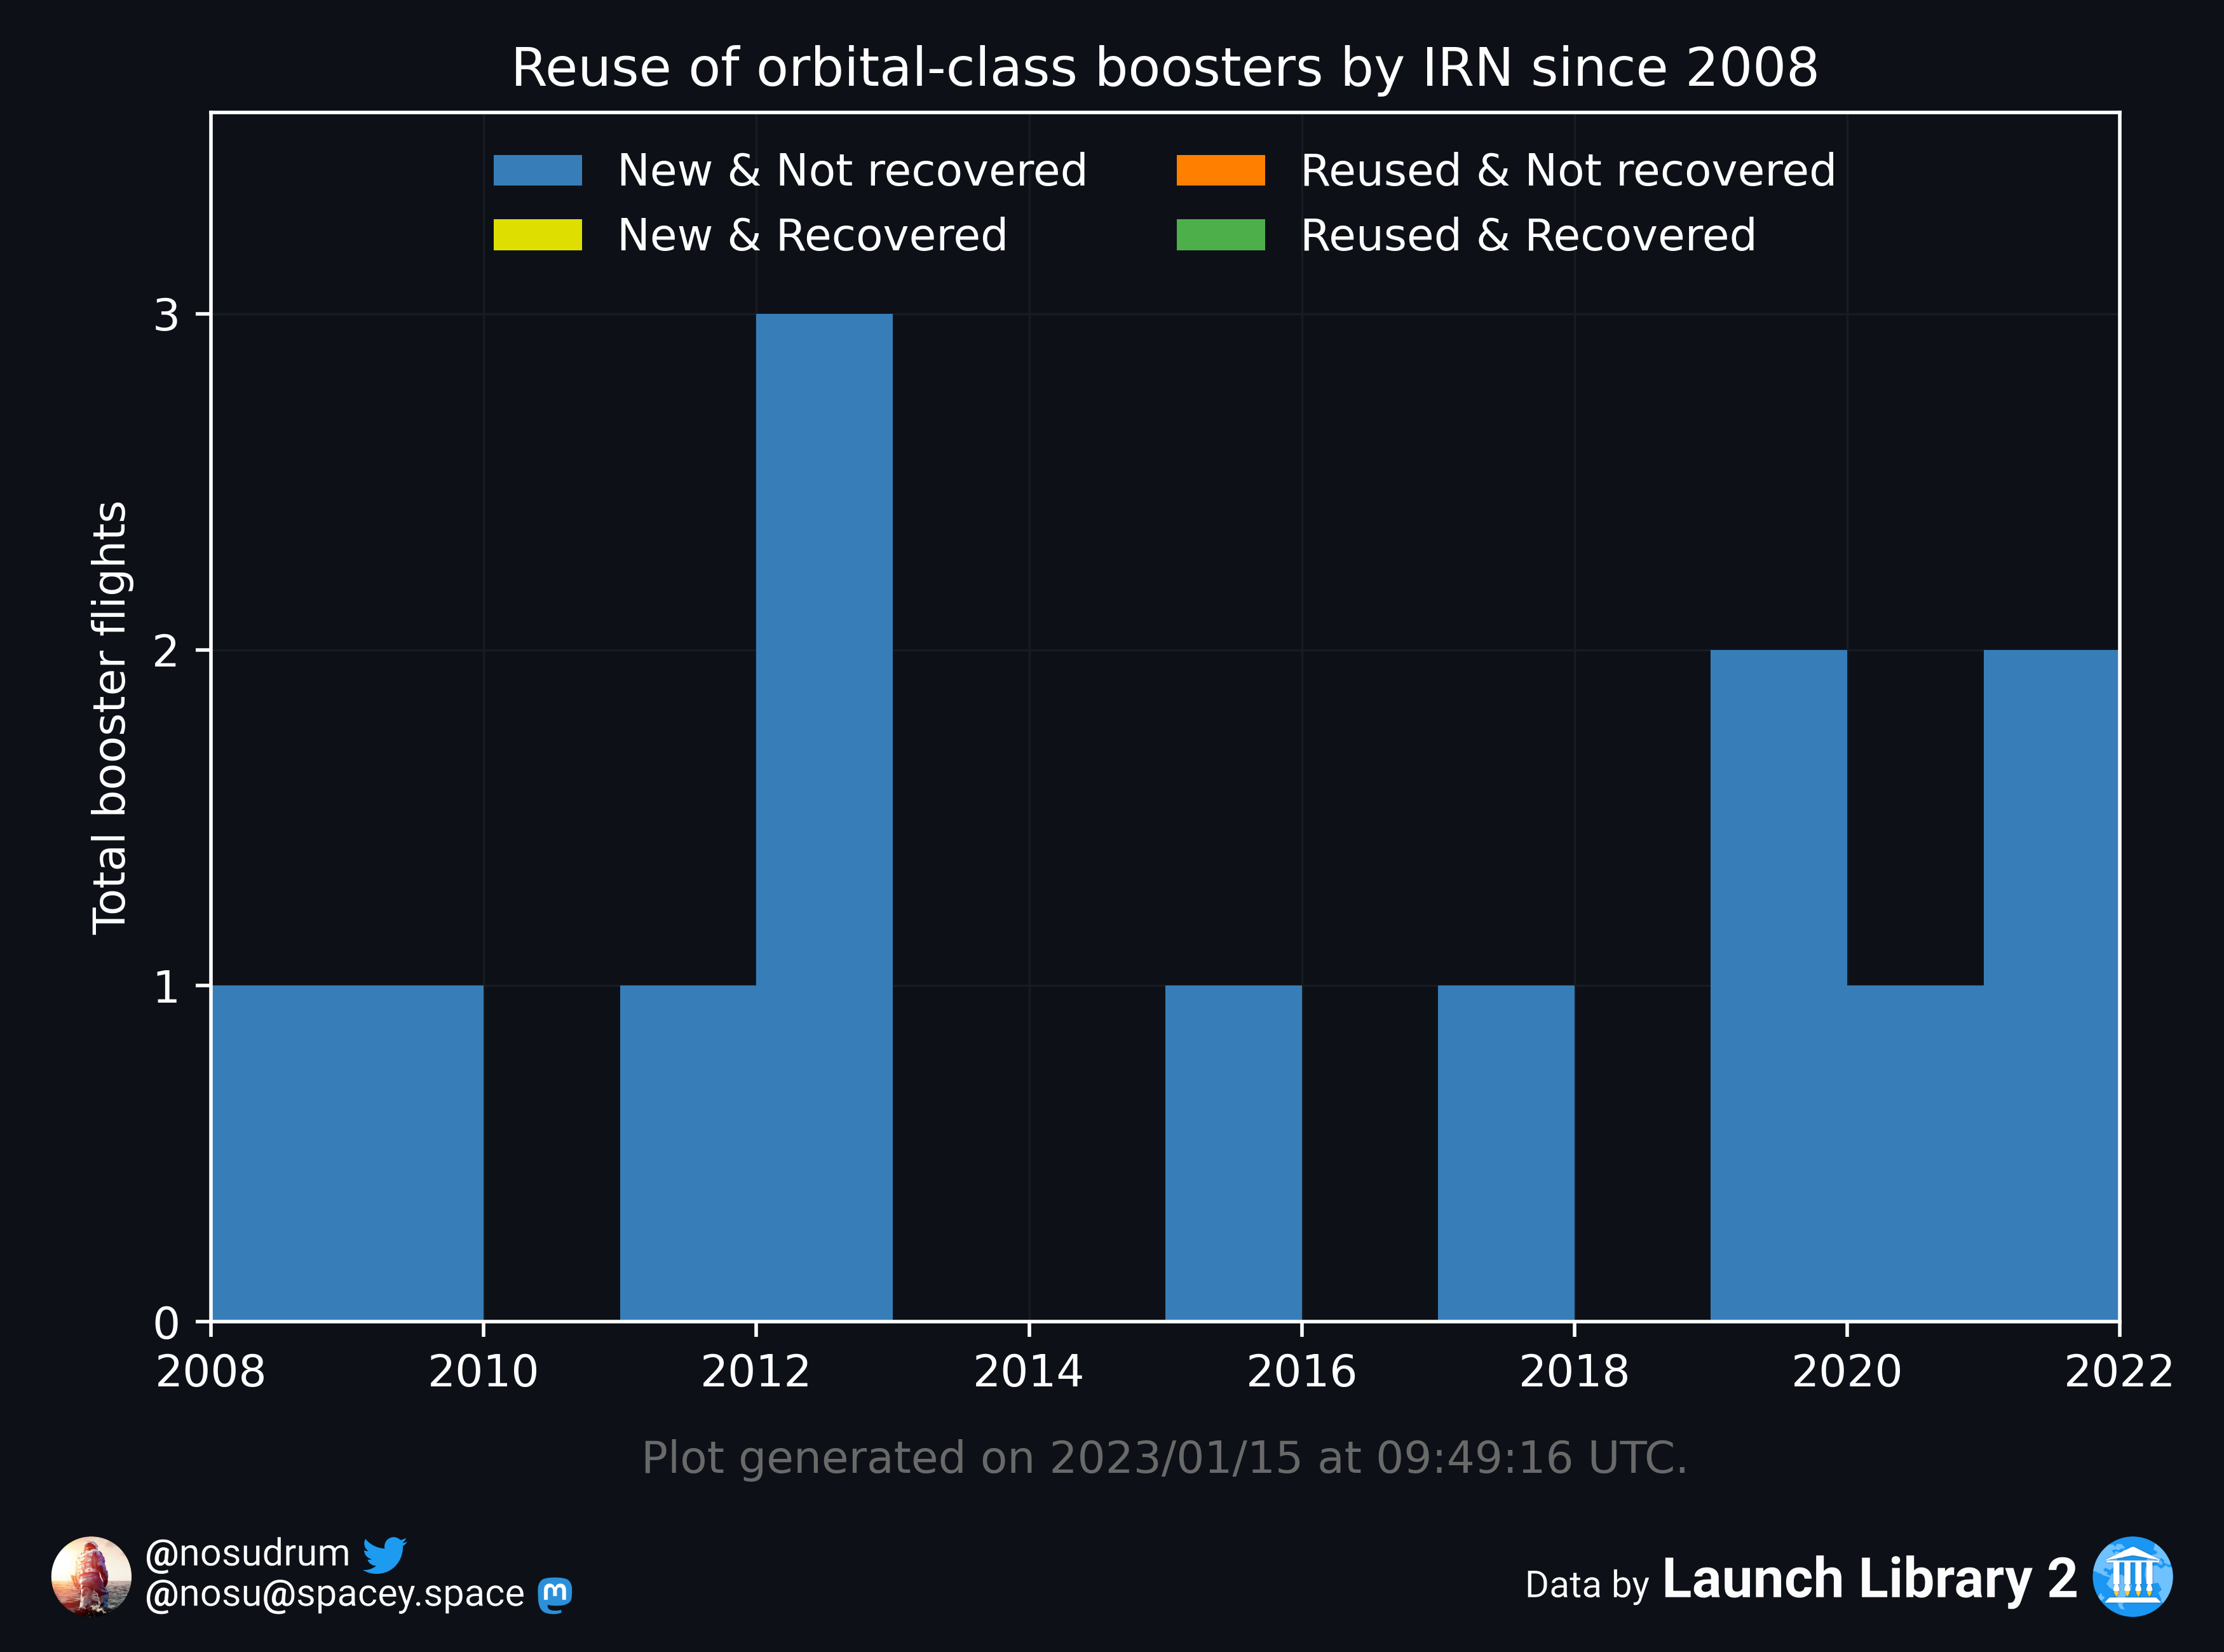 Reuse of orbital-class boosters by IRN since 2008
New & Not recovered
New & Recovered
Reused & Not recovered
Reused & Recovered
Total booster flights
3
2
1
0
2008 2010 2012 2014 2016 2018 2020 2022
Plot generated on 2023/01/15 at 09:49:16 UTC.
@nosudrum
@nosu@spacey.space
Data by Launch Library 2